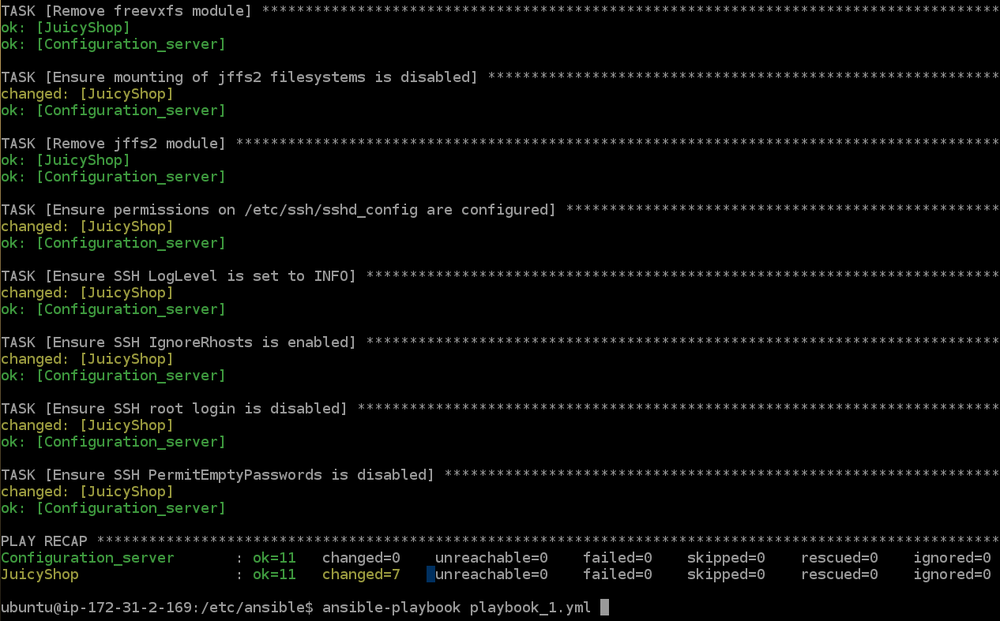 TASK [Remove freevxfs module] *************************************************************************************
ok: [JuicyShop]
ok: [Configuration_server]
TASK [Ensure mounting of jffs2 filesystems is disabled] ***********************************************************
changed: [JuicyShop]
ok: [Configuration_server]
TASK [Remove jffs2 module] ****************************************************************************************
ok: [JuicyShop]
ok: [Configuration_server]
TASK [Ensure permissions on /etc/ssh/sshd_config are configured] **************************************************
changed: [JuicyShop]
ok: [Configuration_server]
TASK [Ensure SSH LogLevel is set to INFO] *************************************************************************
changed: [JuicyShop]
ok: [Configuration_server]
TASK [Ensure SSH IgnoreRhosts is enabled] *************************************************************************
changed: [JuicyShop]
ok: [Configuration_server]
TASK [Ensure SSH root login is disabled] **************************************************************************
changed: [JuicyShop]
ok: [Configuration_server]
TASK [Ensure SSH PermitEmptyPasswords is disabled] ****************************************************************
changed: [JuicyShop]
ok: [Configuration_server]
PLAY RECAP ********************************************************************************************************
Configuration_server       : ok=11   changed=0    unreachable=0    failed=0    skipped=0    rescued=0    ignored=0
JuicyShop                  : ok=11   changed=7    unreachable=0    failed=0    skipped=0    rescued=0    ignored=0
ubuntu@ip-172-31-2-169:/etc/ansible$ ansible-playbook playbook_1.yml